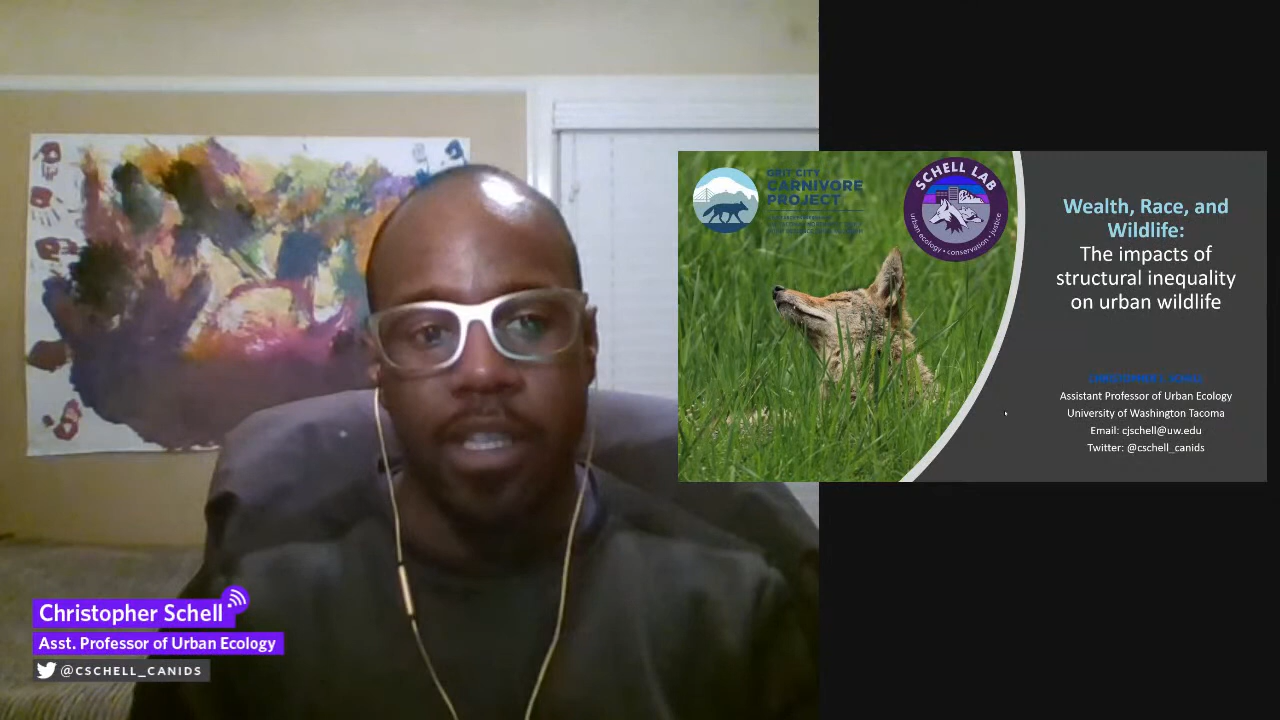 Christopher Schell
Asst. Professor of Urban Ecology
@CSCHELL_CANIDS
GRIT CITY
CARNIVORE
PROJECT
SCHELL LAB
urban ecology • conservation • justice
Wealth, Race, and
Wildlife:
The impacts of
structural inequality
on urban wildlife
CHRISTOPHER J. SCHELL
Assistant Professor of Urban Ecology
University of Washington Tacoma
Email: cjschell@uw.edu
Twitter: @cschell_canids